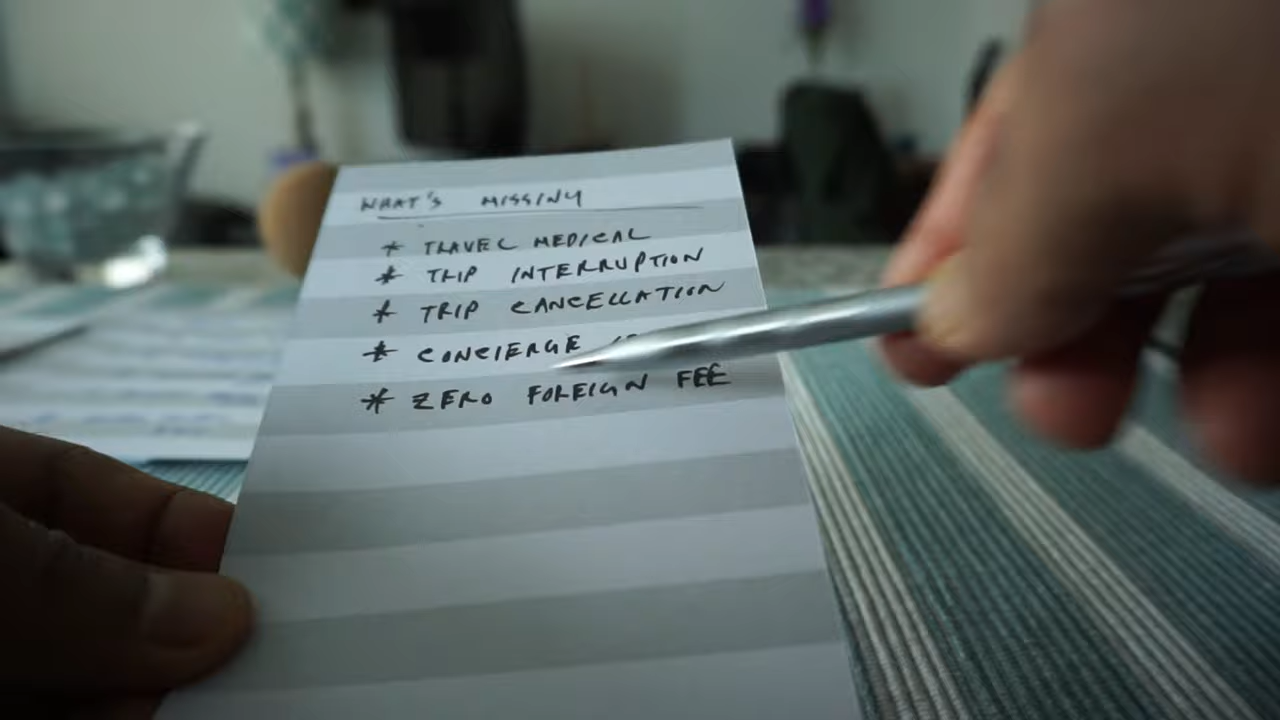 WHAT'S MISSING
* TRAVEL MEDICAL
* TRIP INTERRUPTION
* TRIP CANCELLATION
* CONCIERGE
* ZERO FOREIGN FEE